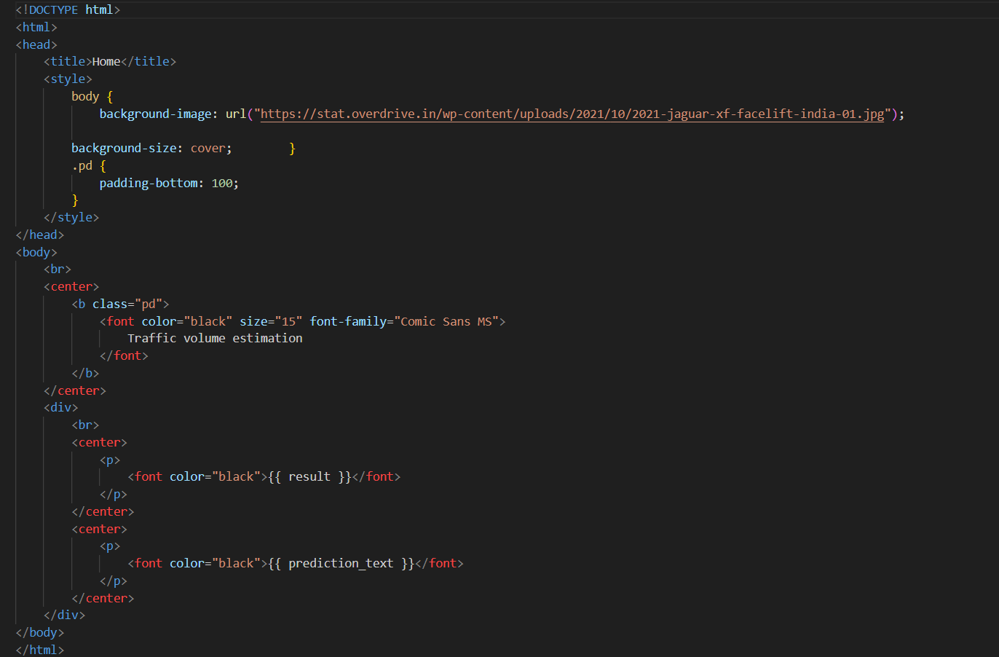 <!DOCTYPE html>
<html>
<head>
    <title>Home</title>
    <style>
        body {
            background-image: url("https://stat.overdrive.in/wp-content/uploads/2021/10/2021-jaguar-xf-facelift-india-01.jpg");
        background-size: cover;        }
        .pd {
            padding-bottom: 100;
        }
    </style>
</head>
<body>
    <br>
    <center>
        <b class="pd">
            <font color="black" size="15" font-family="Comic Sans MS">
                Traffic volume estimation
            </font>
        </b>
    </center>
    <div>
        <br>
        <center>
            <p>
                <font color="black">{{ result }}</font>
            </p>
        </center>
        <center>
            <p>
                <font color="black">{{ prediction_text }}</font>
            </p>
        </center>
    </div>
</body>
</html>